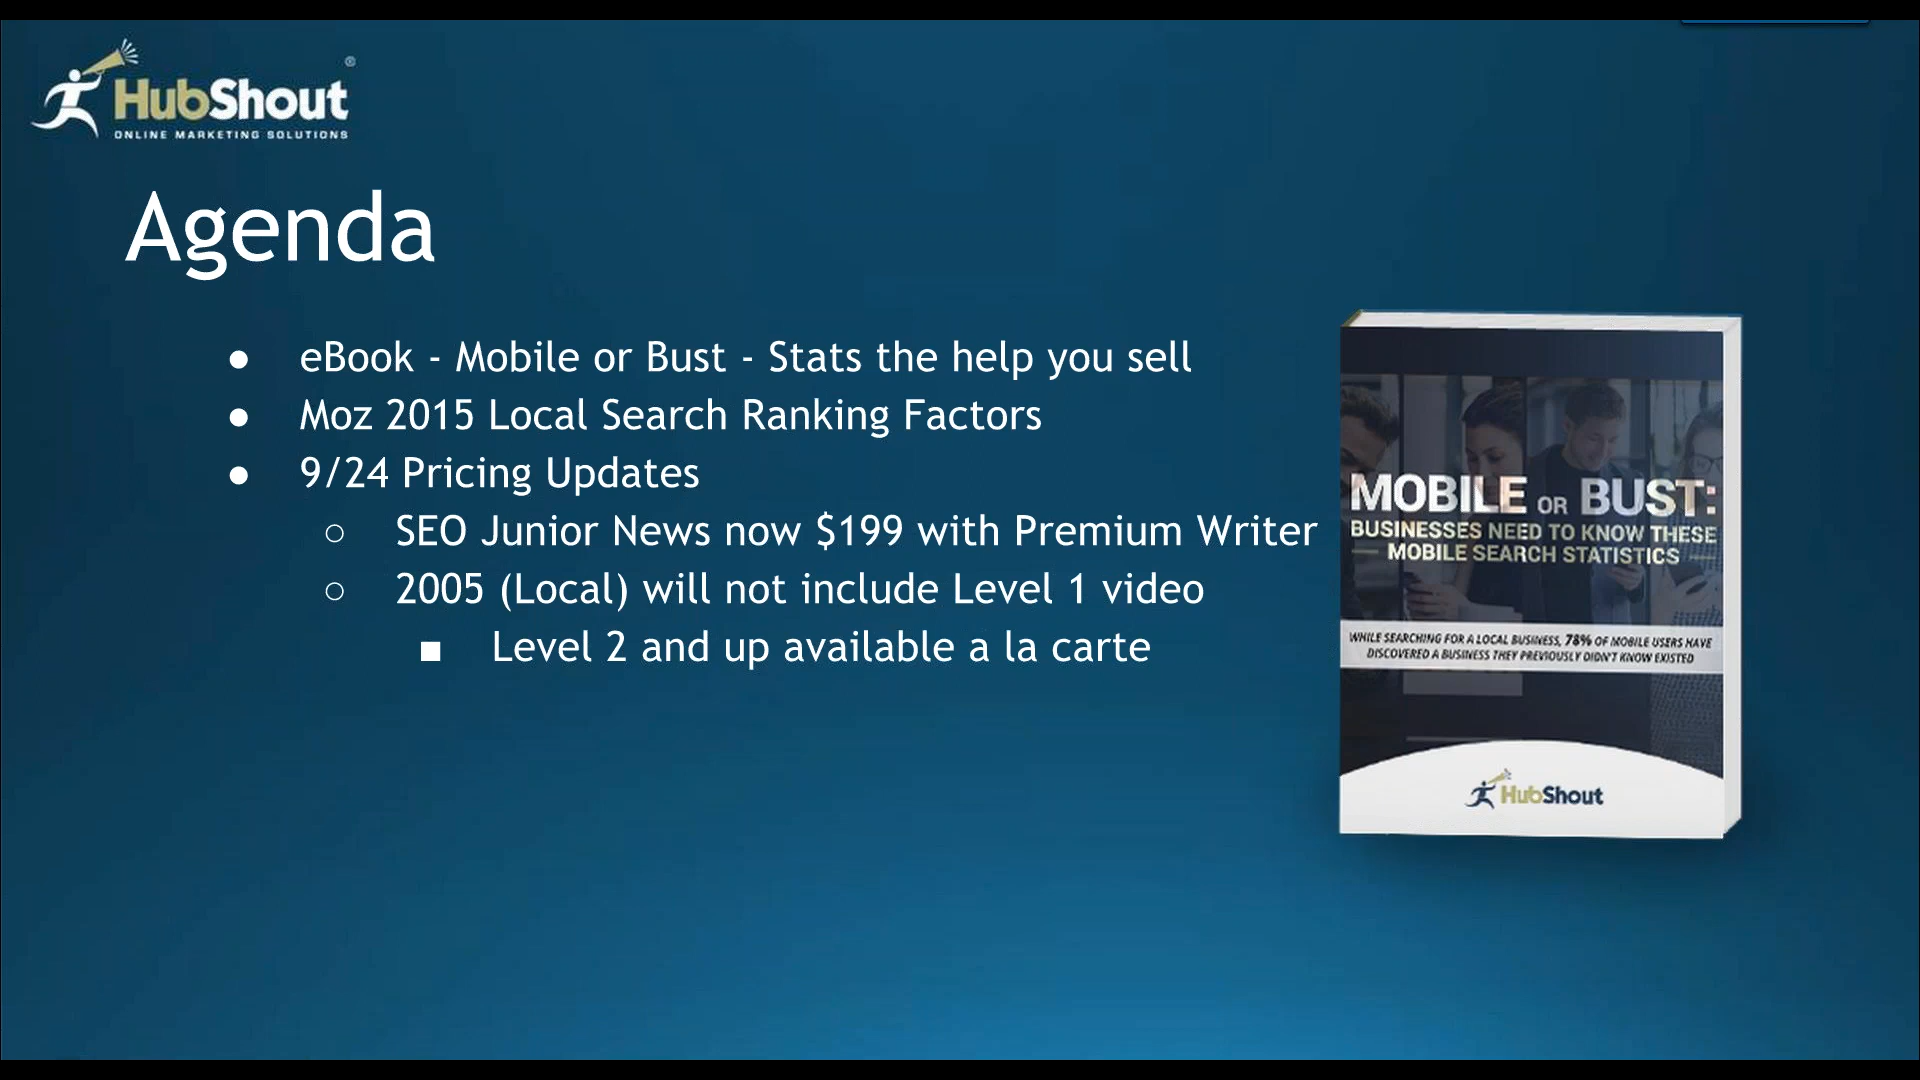 HubShout®
ONLINE MARKETING SOLUTIONS
Agenda
● eBook - Mobile or Bust - Stats the help you sell
● Moz 2015 Local Search Ranking Factors
● 9/24 Pricing Updates
○ SEO Junior News now $199 with Premium Writer
○ 2005 (Local) will not include Level 1 video
■ Level 2 and up available a la carte
MOBILE OR BUST:
BUSINESSES NEED TO KNOW THESE
MOBILE SEARCH STATISTICS
WHILE SEARCHING FOR A LOCAL BUSINESS, 78% OF MOBILE USERS HAVE
DISCOVERED A BUSINESS THEY PREVIOUSLY DIDN'T KNOW EXISTED
HubShout